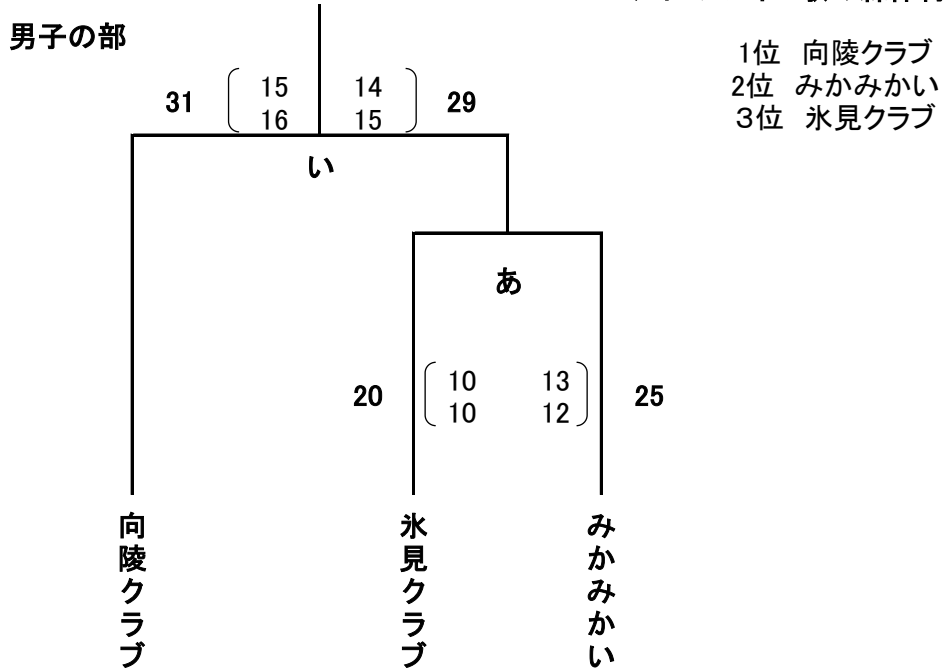 男子の部
1位 向陵クラブ
2位 みかみかい
3位 氷見クラブ
31 15 14 29
16 15
い
あ
20 10 13 25
10 12
向陵クラブ
氷見クラブ
みかみかい